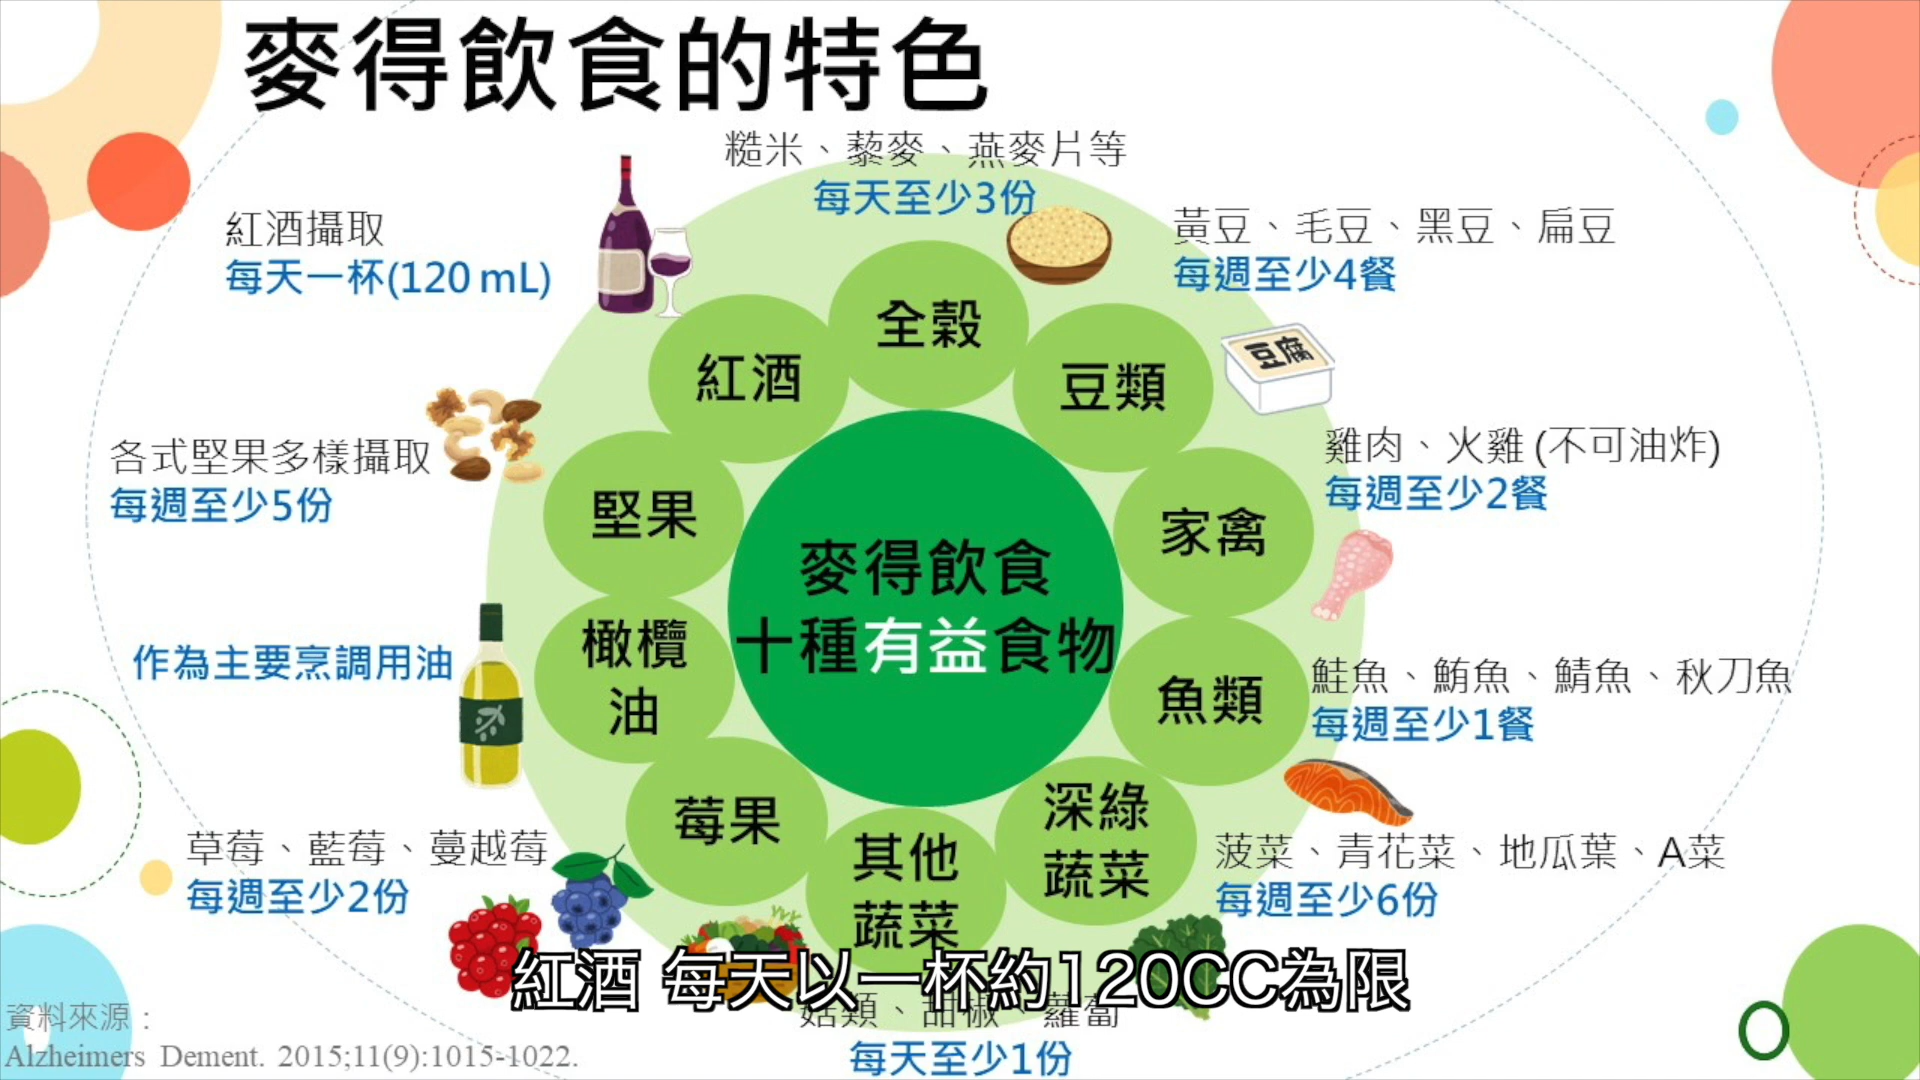 麥得飲食的特色
糙米、藜麥、燕麥片等
每天至少3份
紅酒攝取
每天一杯(120 mL)
黃豆、毛豆、黑豆、扁豆
每週至少4餐
全穀
紅酒
豆類
豆腐
各式堅果多樣攝取
每週至少5份
雞肉、火雞 (不可油炸)
每週至少2餐
堅果
家禽
麥得飲食
十種有益食物
橄欖
油
作為主要烹調用油
魚類
鮭魚、鮪魚、鯖魚、秋刀魚
每週至少1餐
莓果
深綠
蔬菜
其他
蔬菜
草莓、藍莓、蔓越莓
每週至少2份
菠菜、青花菜、地瓜葉、A菜
每週至少6份
紅酒 每天以一杯約120CC為限
菇類、甜椒、蘿蔔
每天至少1份
資料來源：
Alzheimers Dement. 2015;11(9):1015-1022.